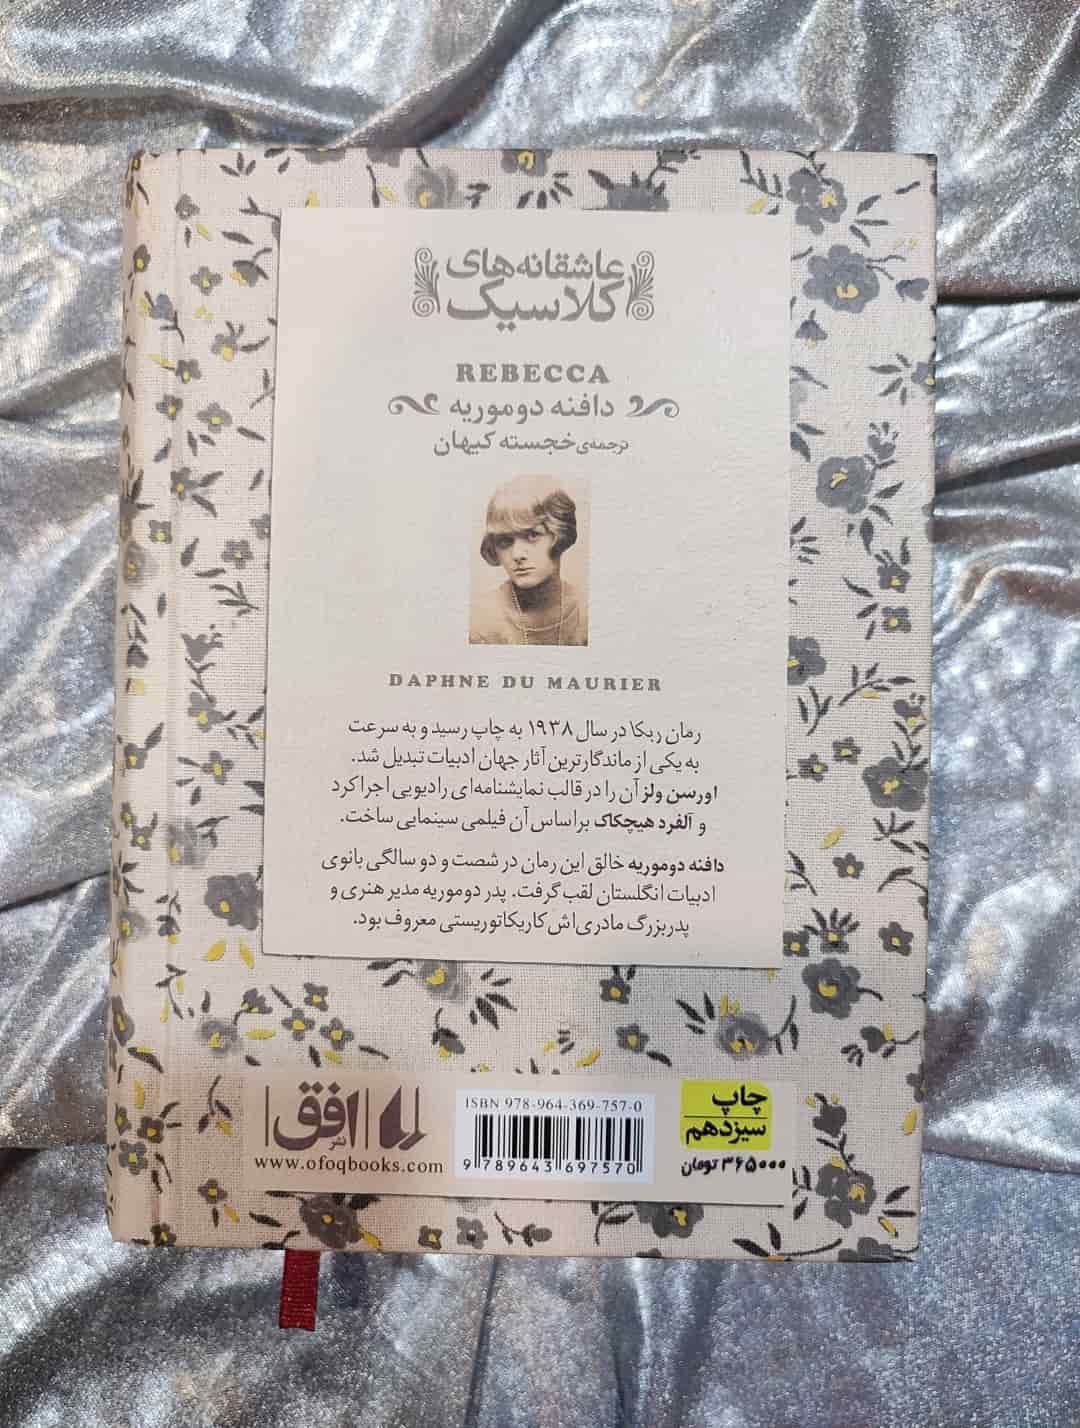 عاشقانه‌های
کلاسیک
REBECCA
دافنه دوموریه
ترجمه‌ی خجسته کیهان
DAPHNE DU MAURIER
رمان ربکا در سال ۱۹۳۸ به چاپ رسید و به سرعت
به یکی از ماندگارترین آثار جهان ادبیات تبدیل شد.
اورسن ولز آن را در قالب نمایشنامه‌ای رادیویی اجرا کرد
و آلفرد هیچکاک براساس آن فیلمی سینمایی ساخت.
دافنه دوموریه خالق این رمان در شصت و دو سالگی بانوی
ادبیات انگلستان لقب گرفت. پدر دوموریه مدیر هنری و
پدربزرگ مادری‌اش کاریکاتوریستی معروف بود.
چاپ
سیزدهم
۳۶۵۰۰۰ تومان
ISBN 978-964-369-757-0
9 789643 697570
نشر افق
www.ofoqbooks.com